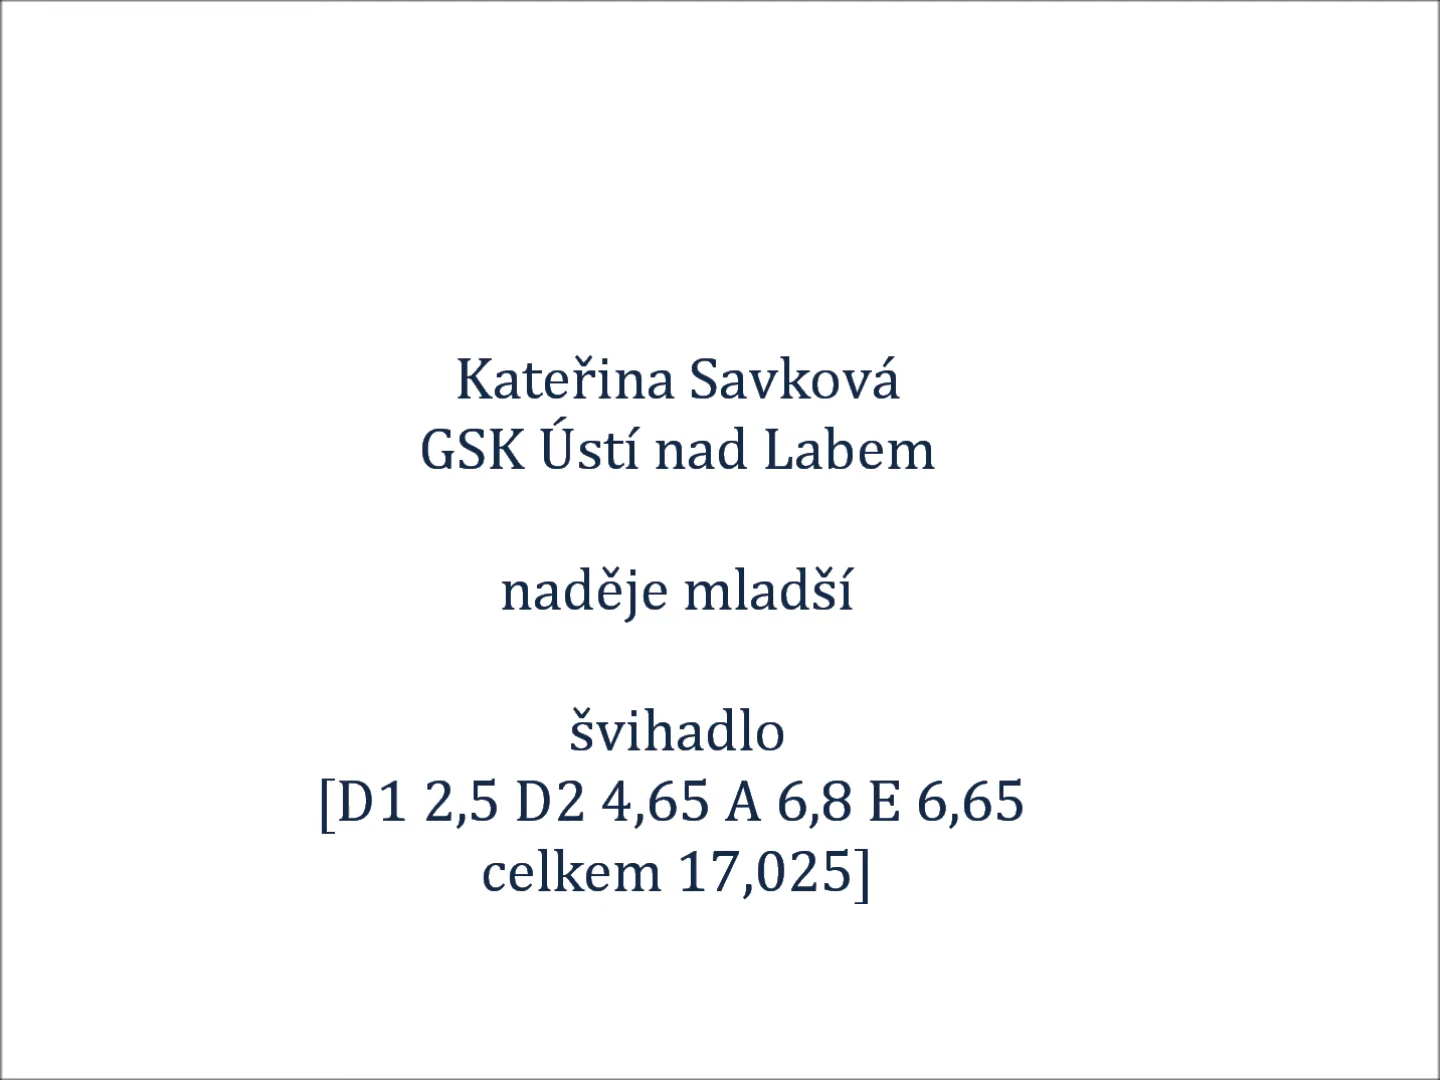 Kateřina Savková
GSK Ústí nad Labem
naděje mladší
švihadlo
[D1 2,5 D2 4,65 A 6,8 E 6,65
celkem 17,025]